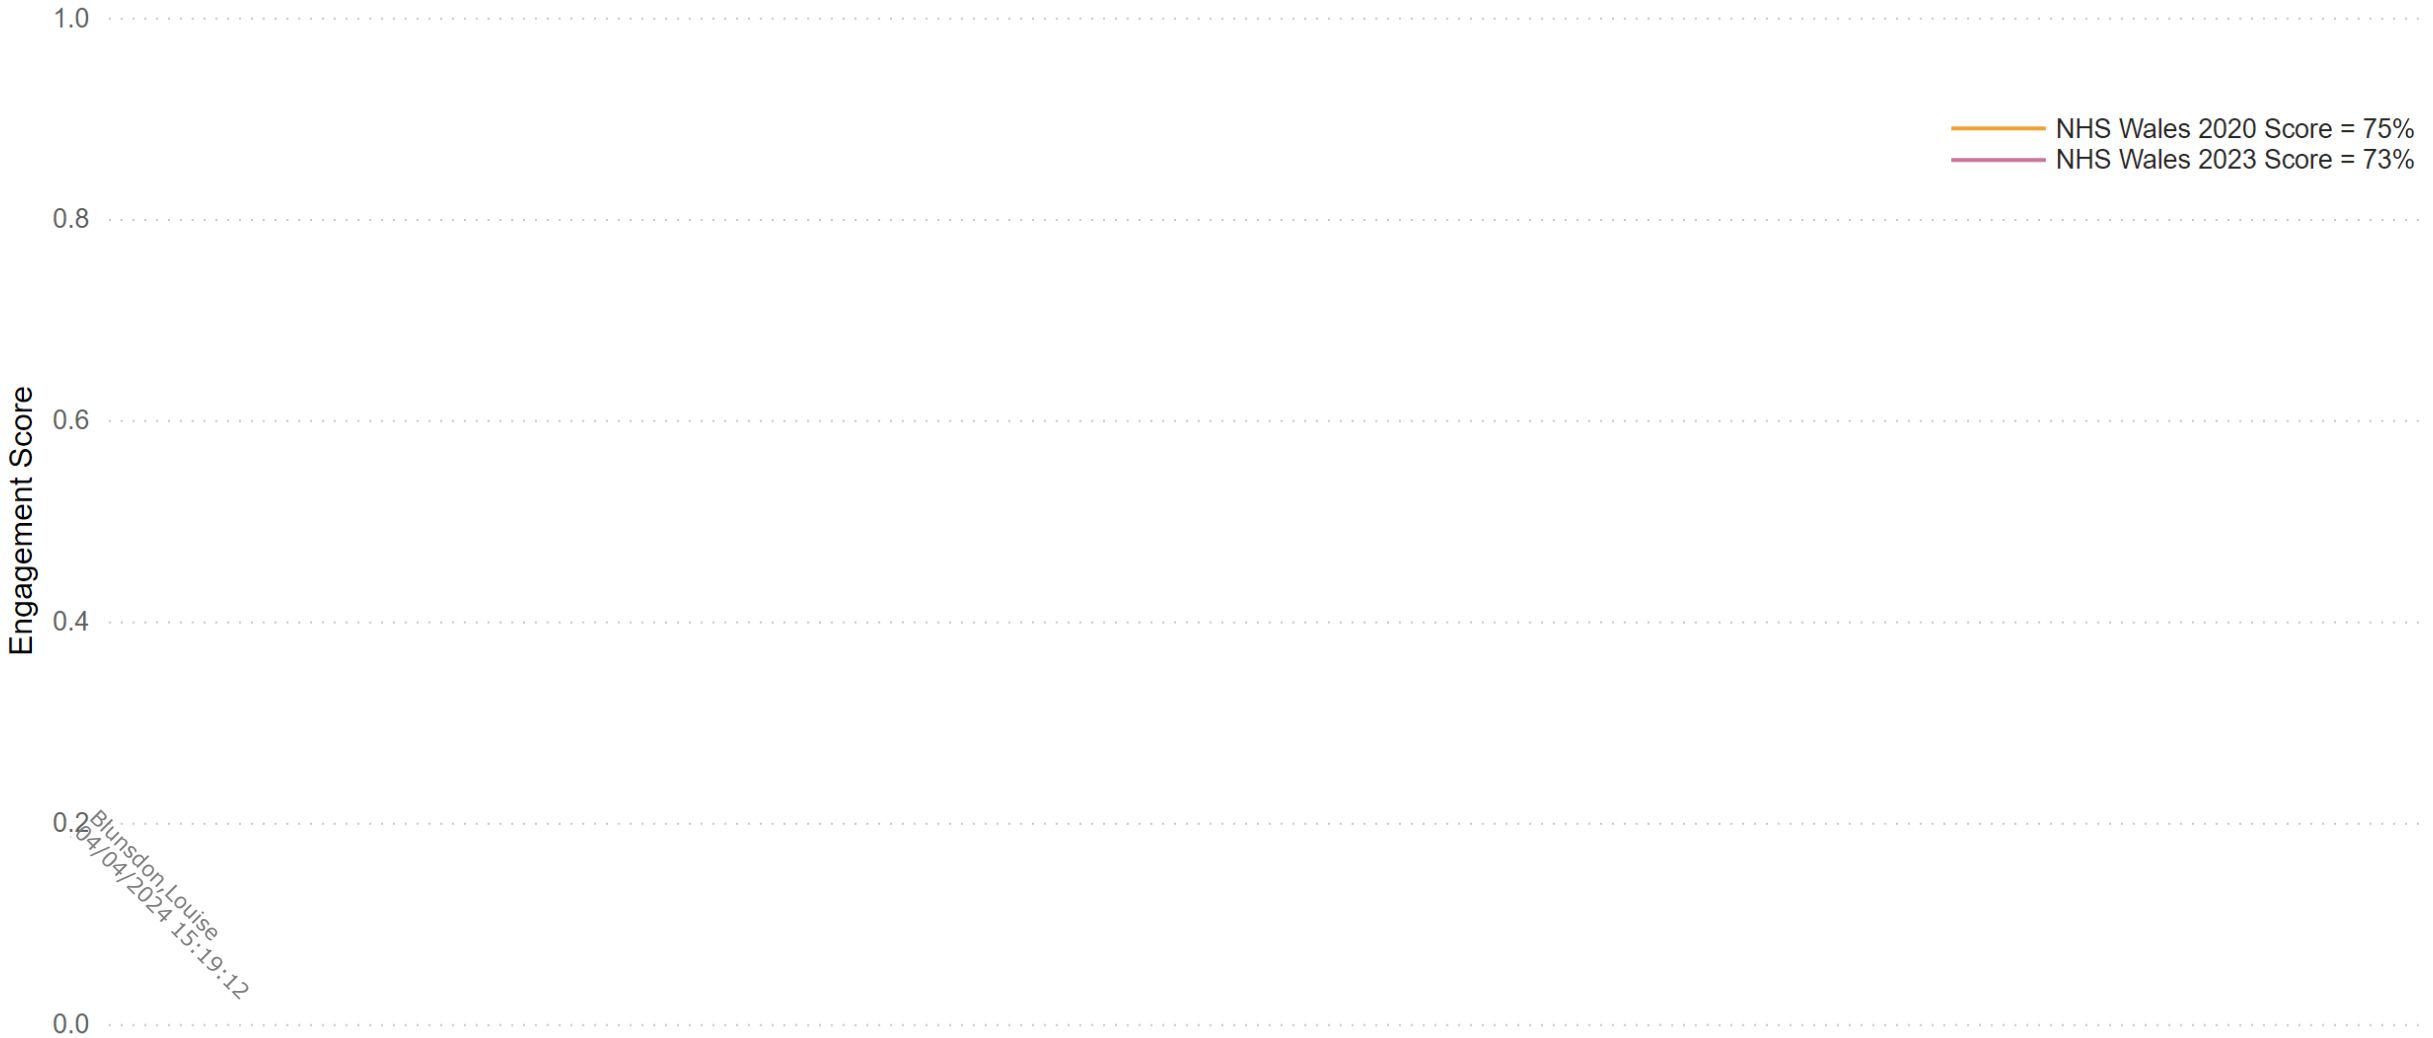 1.0
NHS Wales 2020 Score = 75%
NHS Wales 2023 Score = 73%
0.8
0.6
Engagement Score
0.4
0.2
Blunsdon,Louise
04/04/2024 15:19:12
0.0